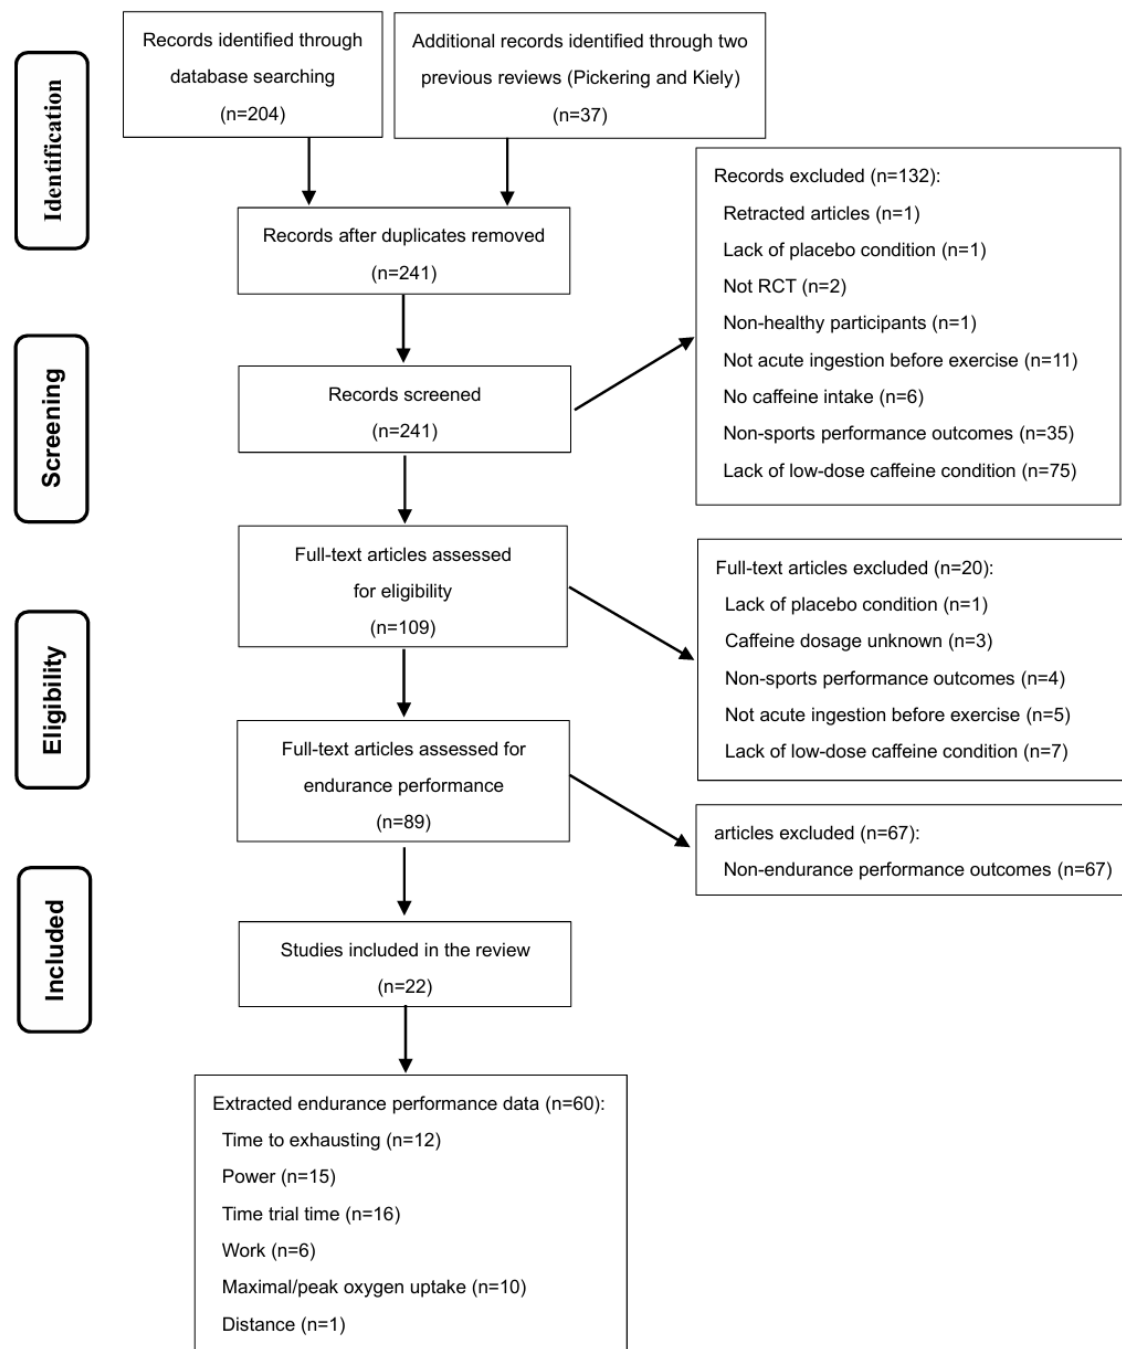 Identification
Records identified through
database searching
(n=204)
Additional records identified through two
previous reviews (Pickering and Kiely)
(n=37)
Records after duplicates removed
(n=241)
Screening
Records screened
(n=241)
Records excluded (n=132):
Retracted articles (n=1)
Lack of placebo condition (n=1)
Not RCT (n=2)
Non-healthy participants (n=1)
Not acute ingestion before exercise (n=11)
No caffeine intake (n=6)
Non-sports performance outcomes (n=35)
Lack of low-dose caffeine condition (n=75)
Eligibility
Full-text articles assessed
for eligibility
(n=109)
Full-text articles excluded (n=20):
Lack of placebo condition (n=1)
Caffeine dosage unknown (n=3)
Non-sports performance outcomes (n=4)
Not acute ingestion before exercise (n=5)
Lack of low-dose caffeine condition (n=7)
Full-text articles assessed for
endurance performance
(n=89)
articles excluded (n=67):
Non-endurance performance outcomes (n=67)
Included
Studies included in the review
(n=22)
Extracted endurance performance data (n=60):
Time to exhausting (n=12)
Power (n=15)
Time trial time (n=16)
Work (n=6)
Maximal/peak oxygen uptake (n=10)
Distance (n=1)